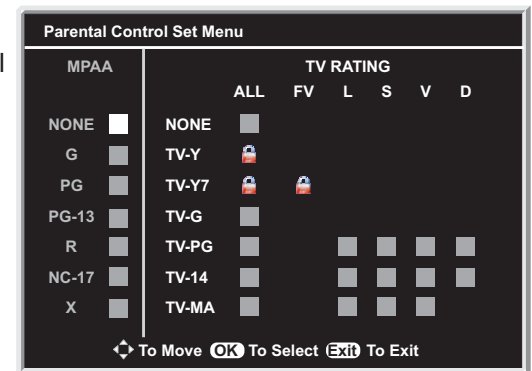 Parental Control Set Menu
MPAA
TV RATING
ALL FV L S V D
NONE NONE
G TV-Y
PG TV-Y7
PG-13 TV-G
R TV-PG
NC-17 TV-14
X TV-MA
To Move OK To Select Exit To Exit